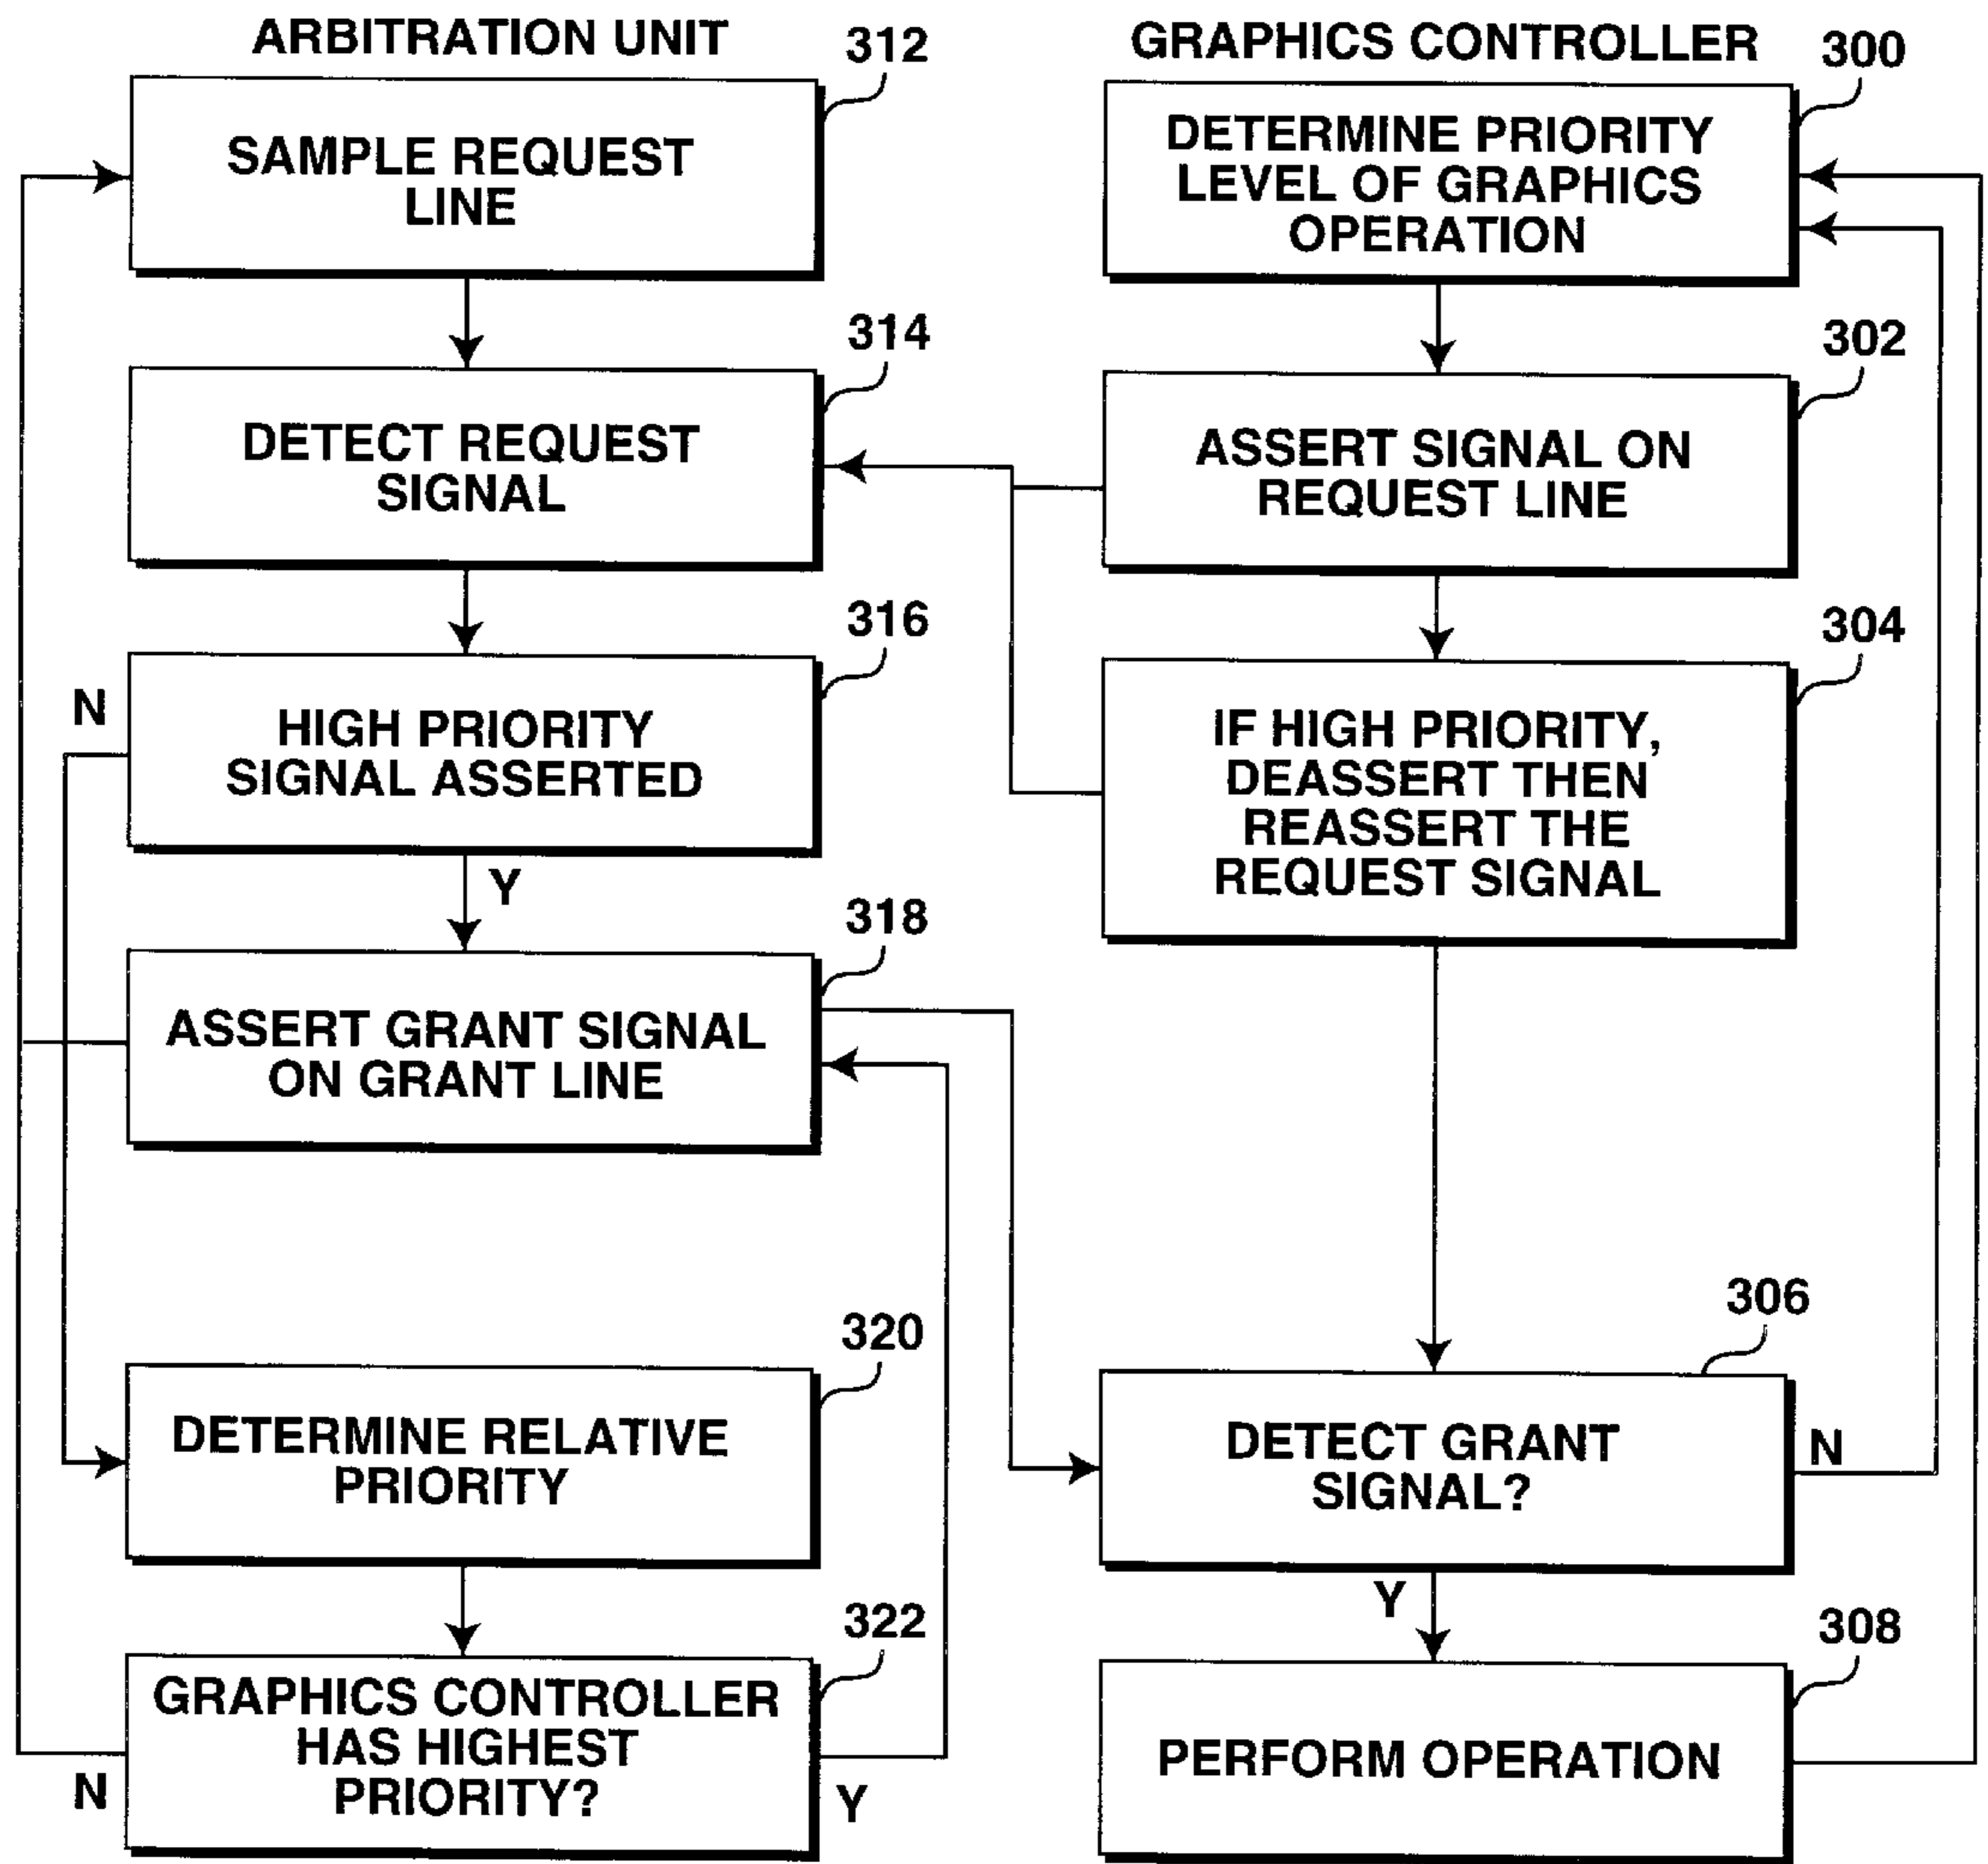 ARBITRATION UNIT
312
SAMPLE REQUEST
LINE
314
DETECT REQUEST
SIGNAL
316
N
HIGH PRIORITY
SIGNAL ASSERTED
Y
318
ASSERT GRANT SIGNAL
ON GRANT LINE
320
DETERMINE RELATIVE
PRIORITY
322
GRAPHICS CONTROLLER
HAS HIGHEST
PRIORITY?
N
Y
GRAPHICS CONTROLLER
300
DETERMINE PRIORITY
LEVEL OF GRAPHICS
OPERATION
302
ASSERT SIGNAL ON
REQUEST LINE
304
IF HIGH PRIORITY,
DEASSERT THEN
REASSERT THE
REQUEST SIGNAL
306
DETECT GRANT
SIGNAL?
N
Y
308
PERFORM OPERATION